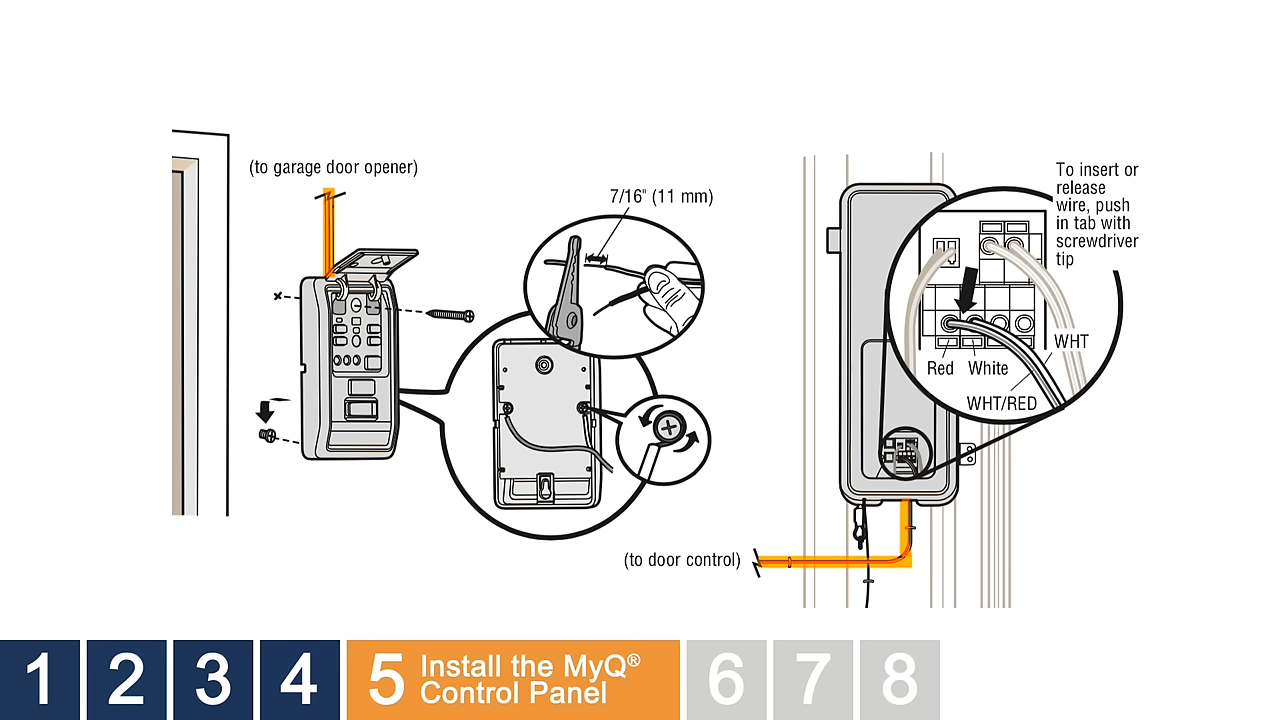 (to garage door opener)
7/16" (11 mm)
To insert or
release
wire, push
in tab with
screwdriver
tip
WHT
Red White
WHT/RED
(to door control)
1 2 3 4 5 Install the MyQ®
Control Panel
6 7 8